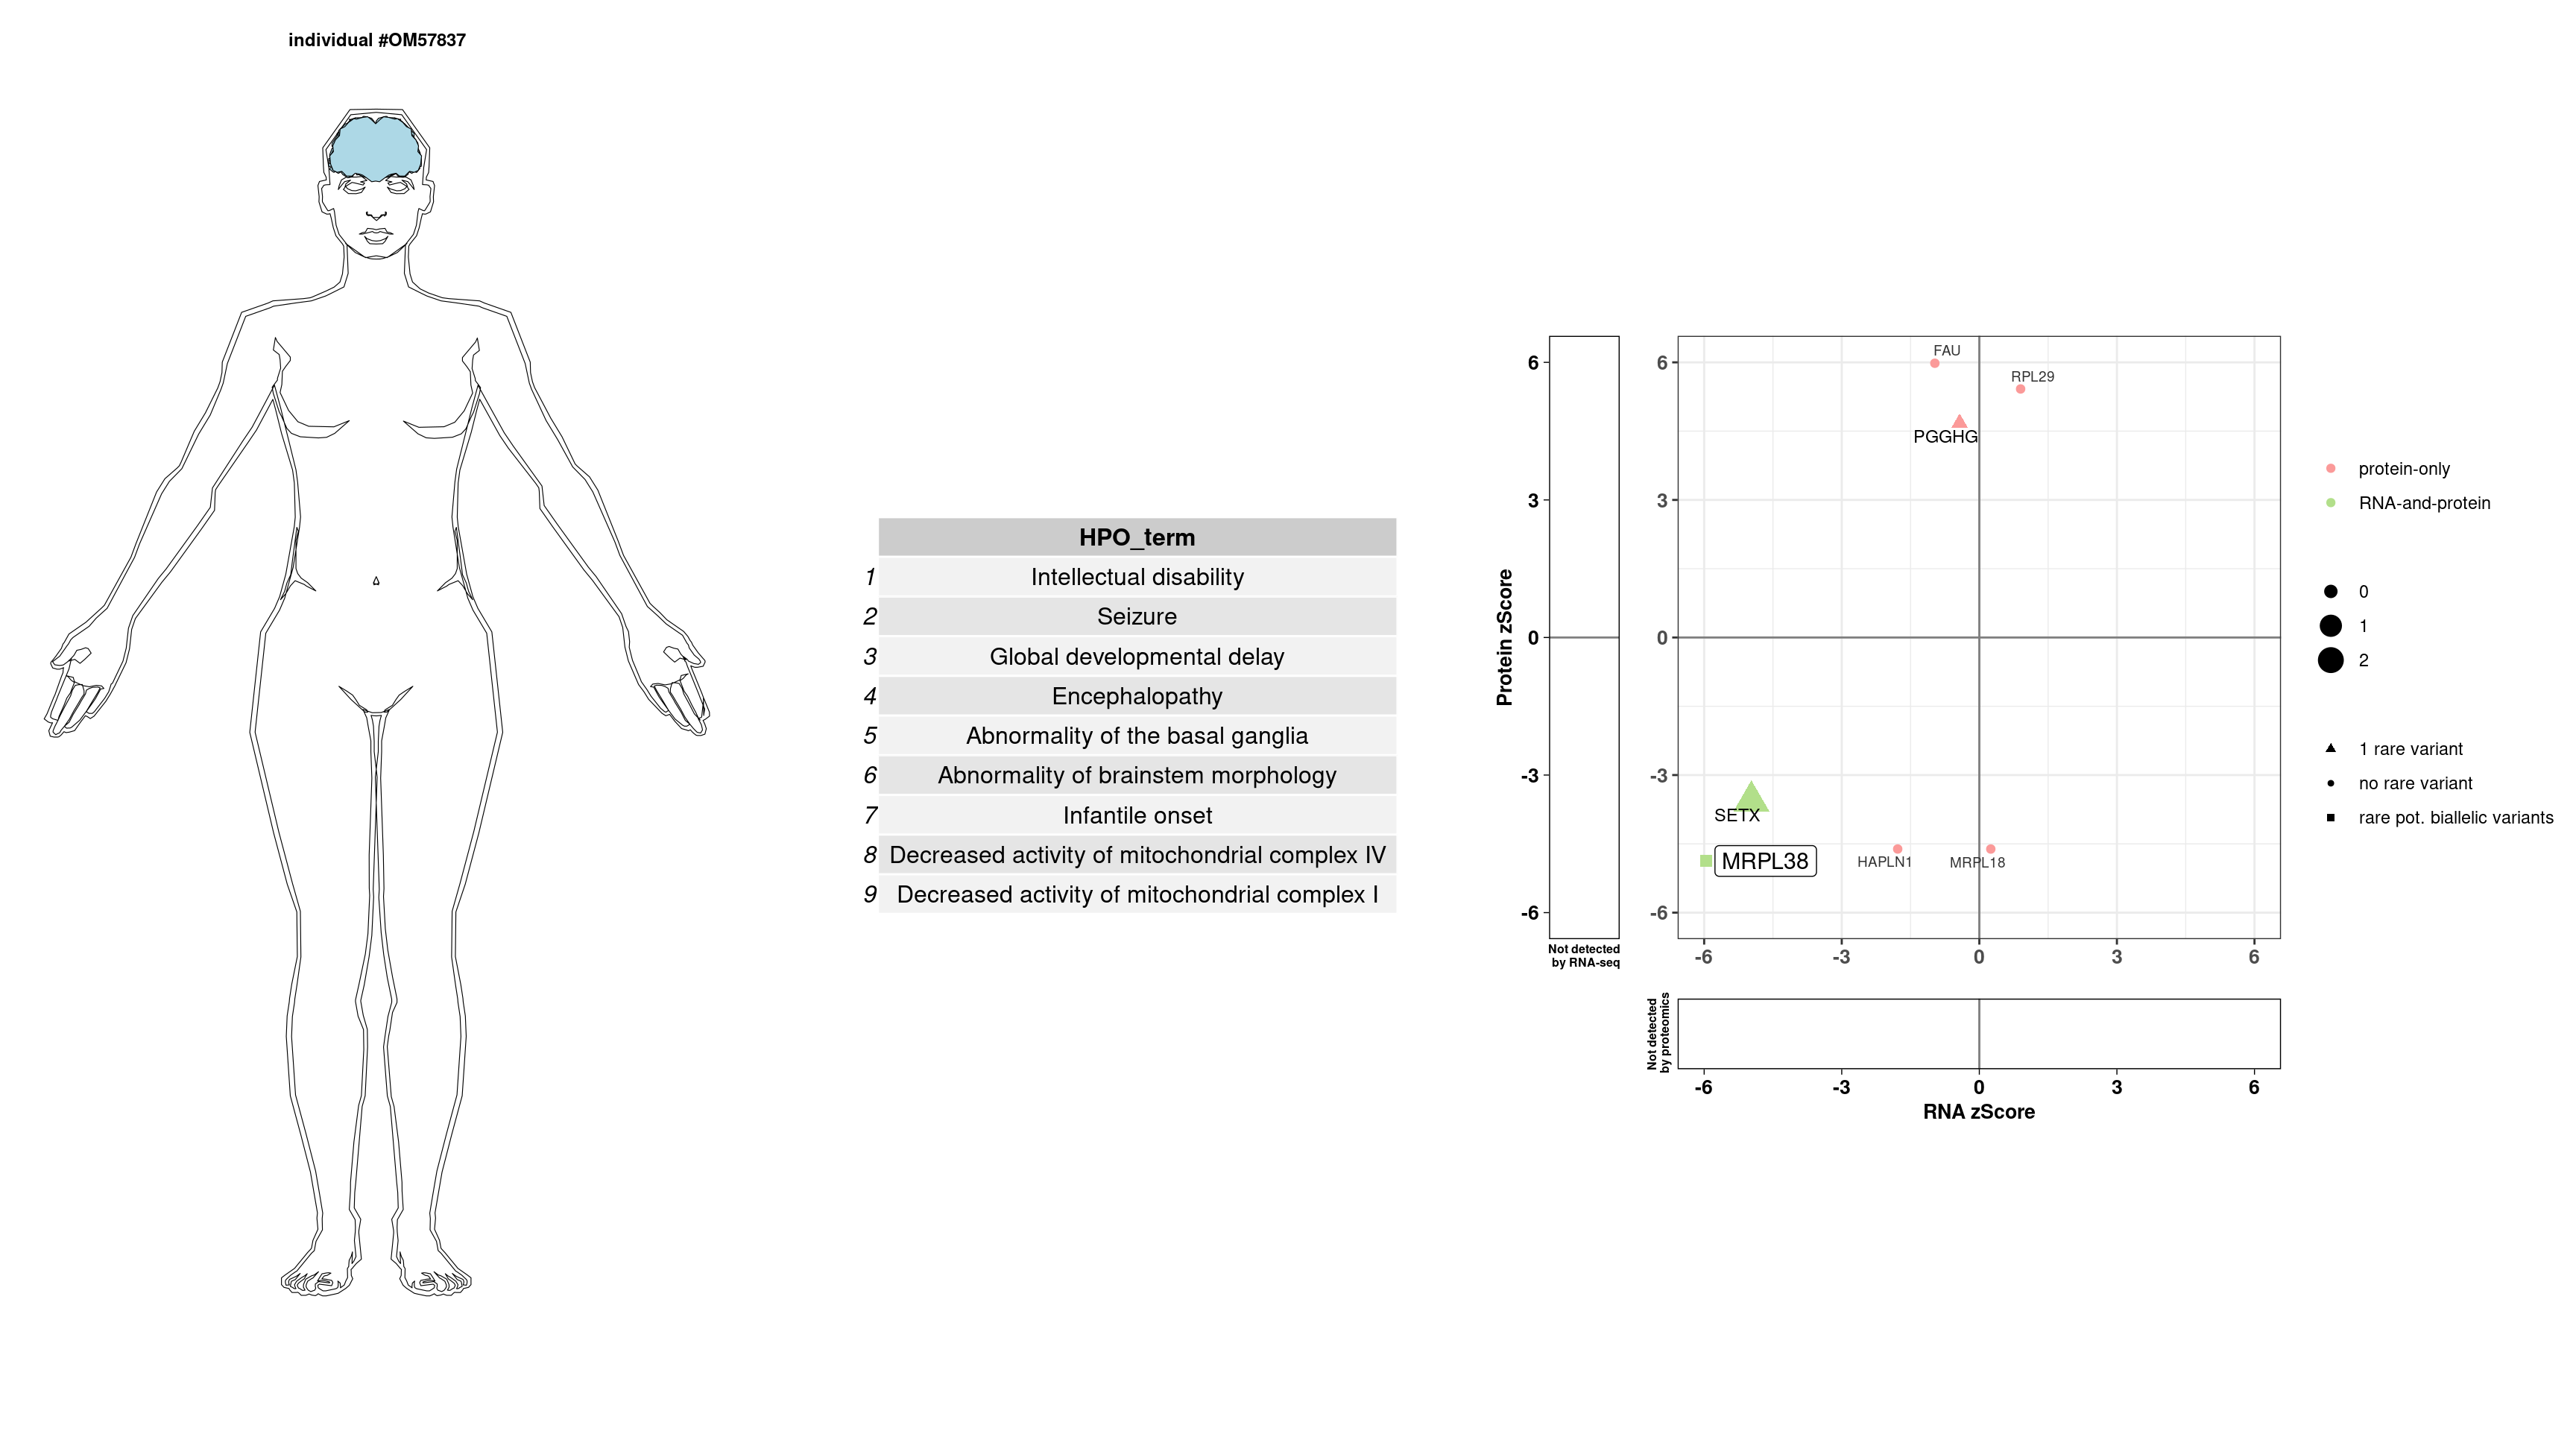 individual #OM57837
HPO_term
1 Intellectual disability
2 Seizure
3 Global developmental delay
4 Encephalopathy
5 Abnormality of the basal ganglia
6 Abnormality of brainstem morphology
7 Infantile onset
8 Decreased activity of mitochondrial complex IV
9 Decreased activity of mitochondrial complex I
Protein zScore
6
3
0
-3
-6
Not detected
by RNA-seq
6
3
0
-3
-6
FAU
RPL29
PGGHG
SETX
MRPL38
HAPLN1
MRPL18
-6 -3 0 3 6
Not detected
by proteomics
-6 -3 0 3 6
RNA zScore
protein-only
RNA-and-protein
0
1
2
1 rare variant
no rare variant
rare pot. biallelic variants